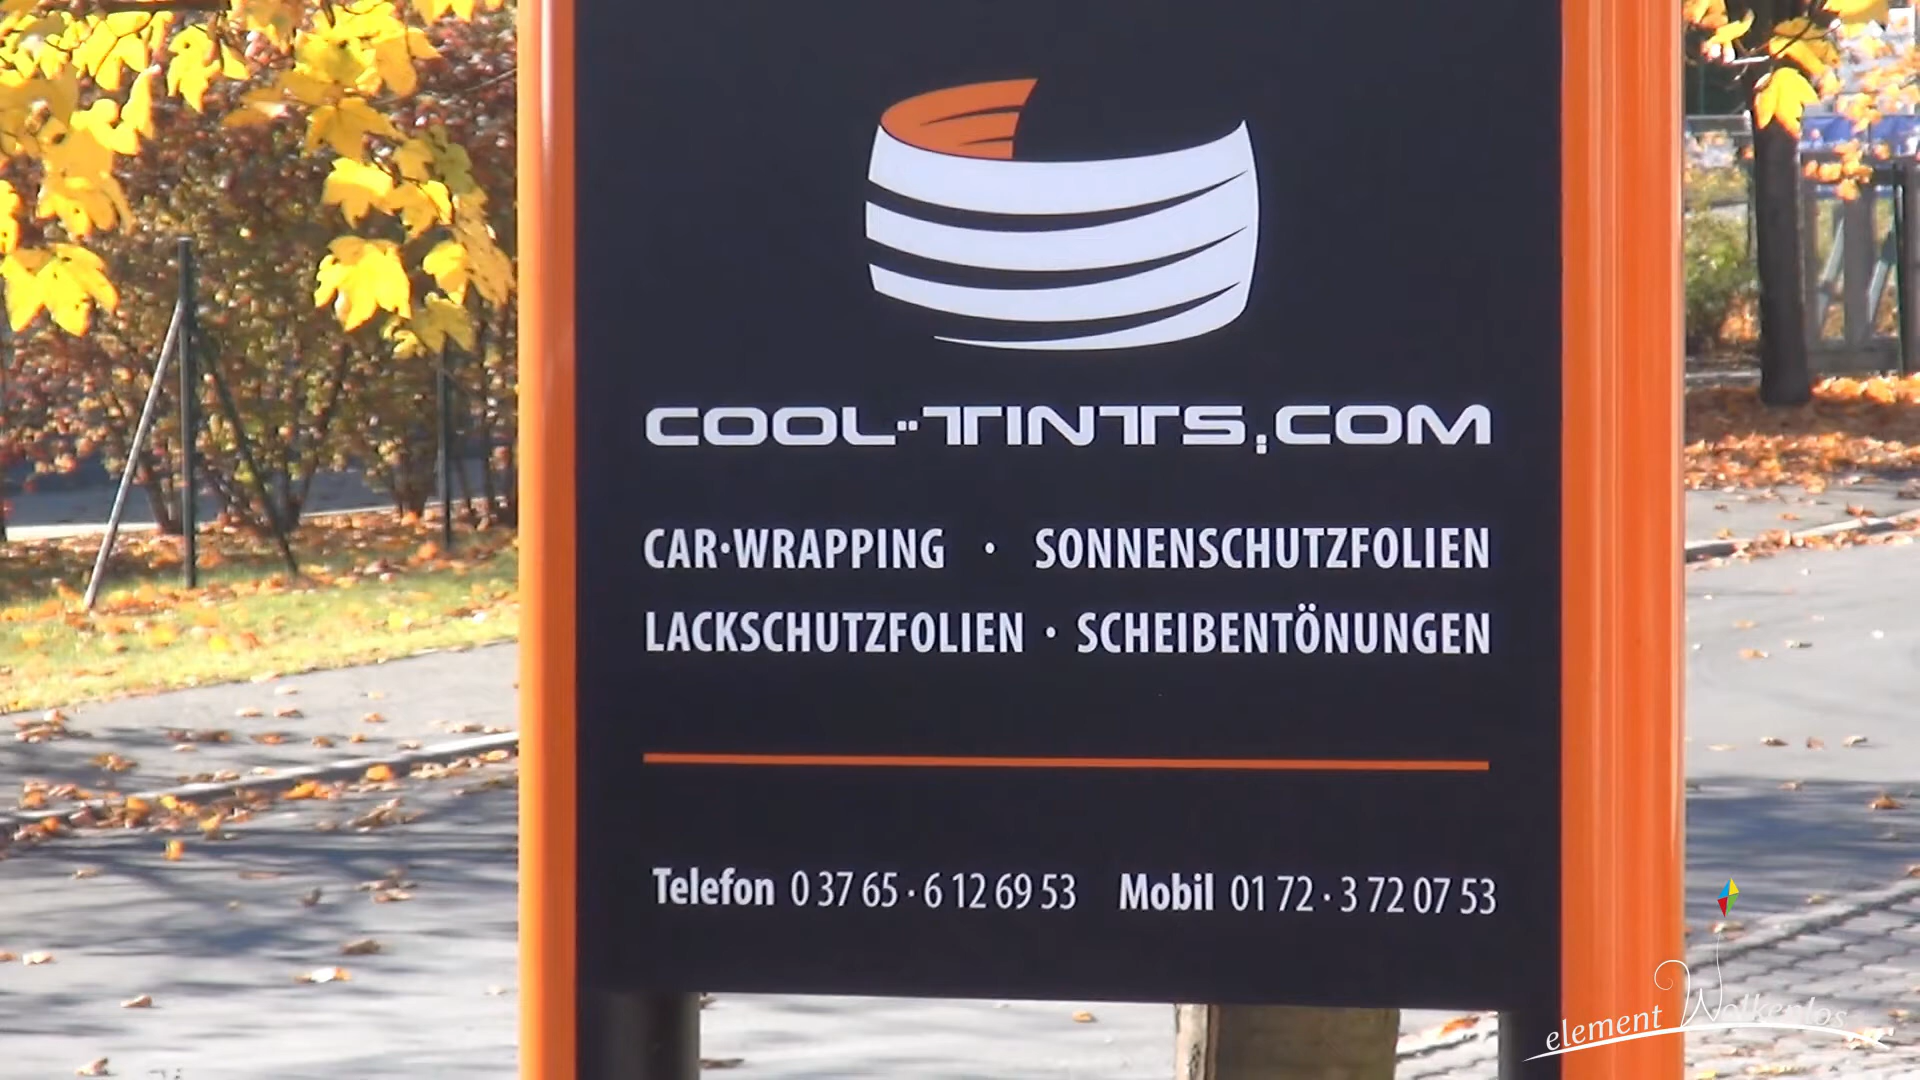 COOL-TINTS.COM
CAR·WRAPPING · SONNENSCHUTZFOLIEN
LACKSCHUTZFOLIEN · SCHEIBENTÖNUNGEN
Telefon 0 37 65 · 6 12 69 53 Mobil 01 72 · 3 72 07 53
element Wolkenlos